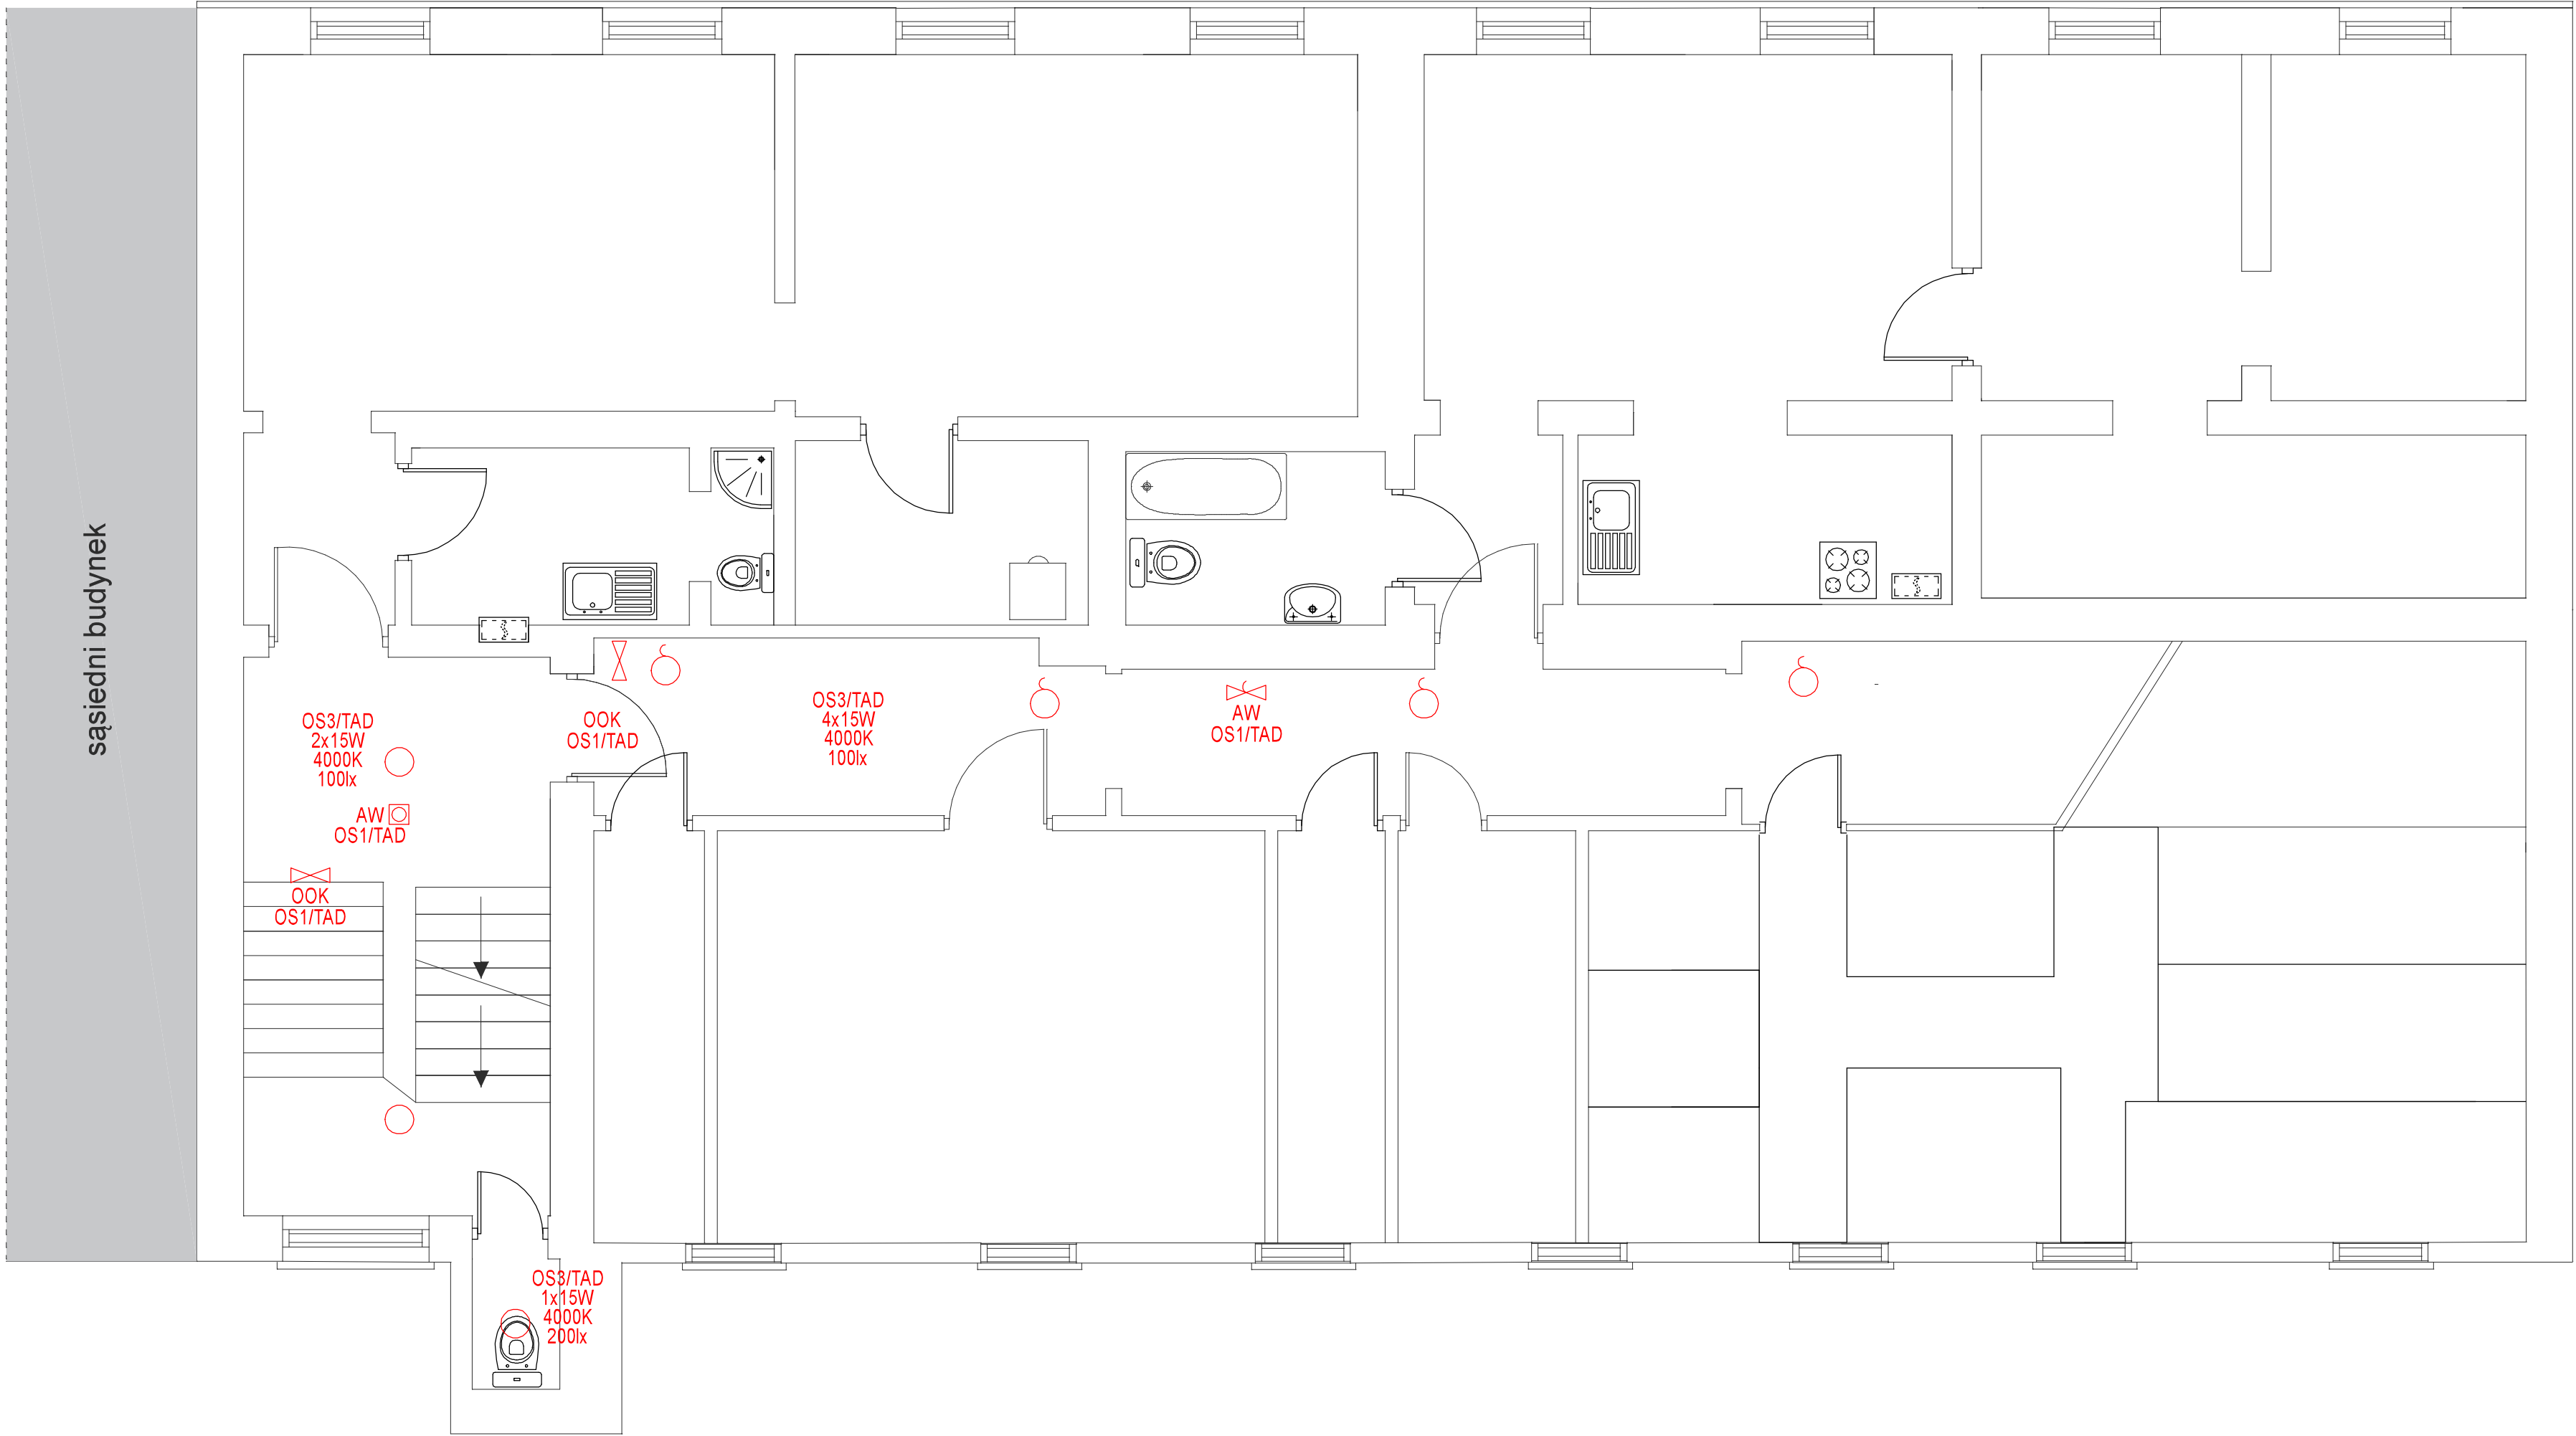 sąsiedni budynek
OS3/TAD
2x15W
4000K
100lx
AW
OS1/TAD
OOK
OS1/TAD
OOK
OS1/TAD
OS3/TAD
4x15W
4000K
100lx
AW
OS1/TAD
OS3/TAD
1x15W
4000K
200lx